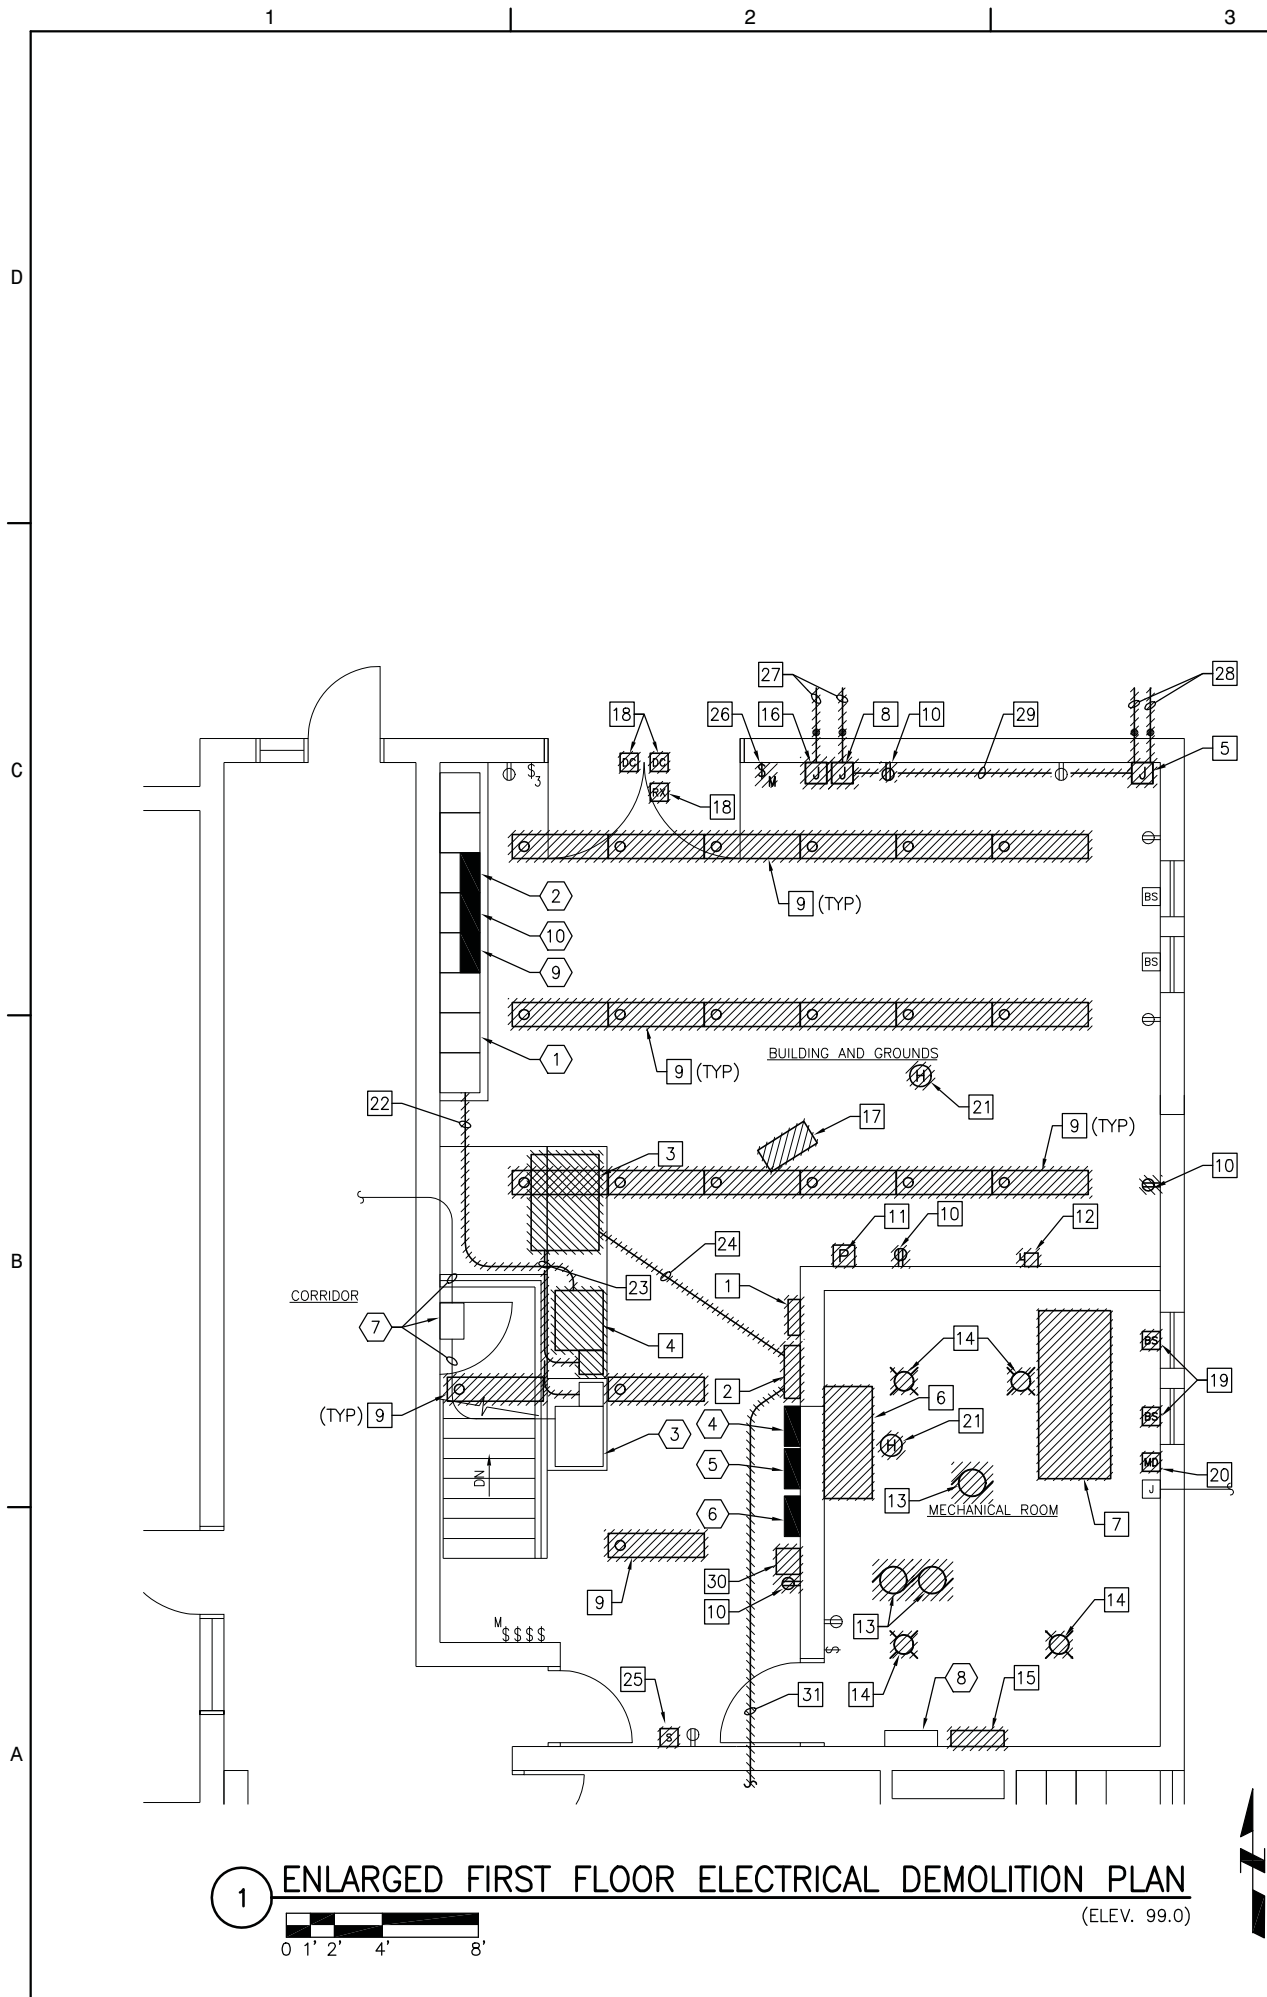 1 2 3
D
27 28
18 26 16 8 10 29
C
5
DC DC $ J J J
$3 M
RX 18
2
9 (TYP)
BS
10
BS
9
1
9 (TYP)
BUILDING AND GROUNDS
H
22 21
17
9 (TYP)
3
10
11 10 12
P
B
24
23
1
CORRIDOR
7
4
14
BS
2
6
19
(TYP) 9
4
BS
3
H 21
5
MD
DN
13
20
J
MECHANICAL ROOM
6
7
30
9 10
13
14
M
$$$$
$
25 31 14 8 15
S
A
1 ENLARGED FIRST FLOOR ELECTRICAL DEMOLITION PLAN
(ELEV. 99.0)
0 1' 2' 4' 8'
N